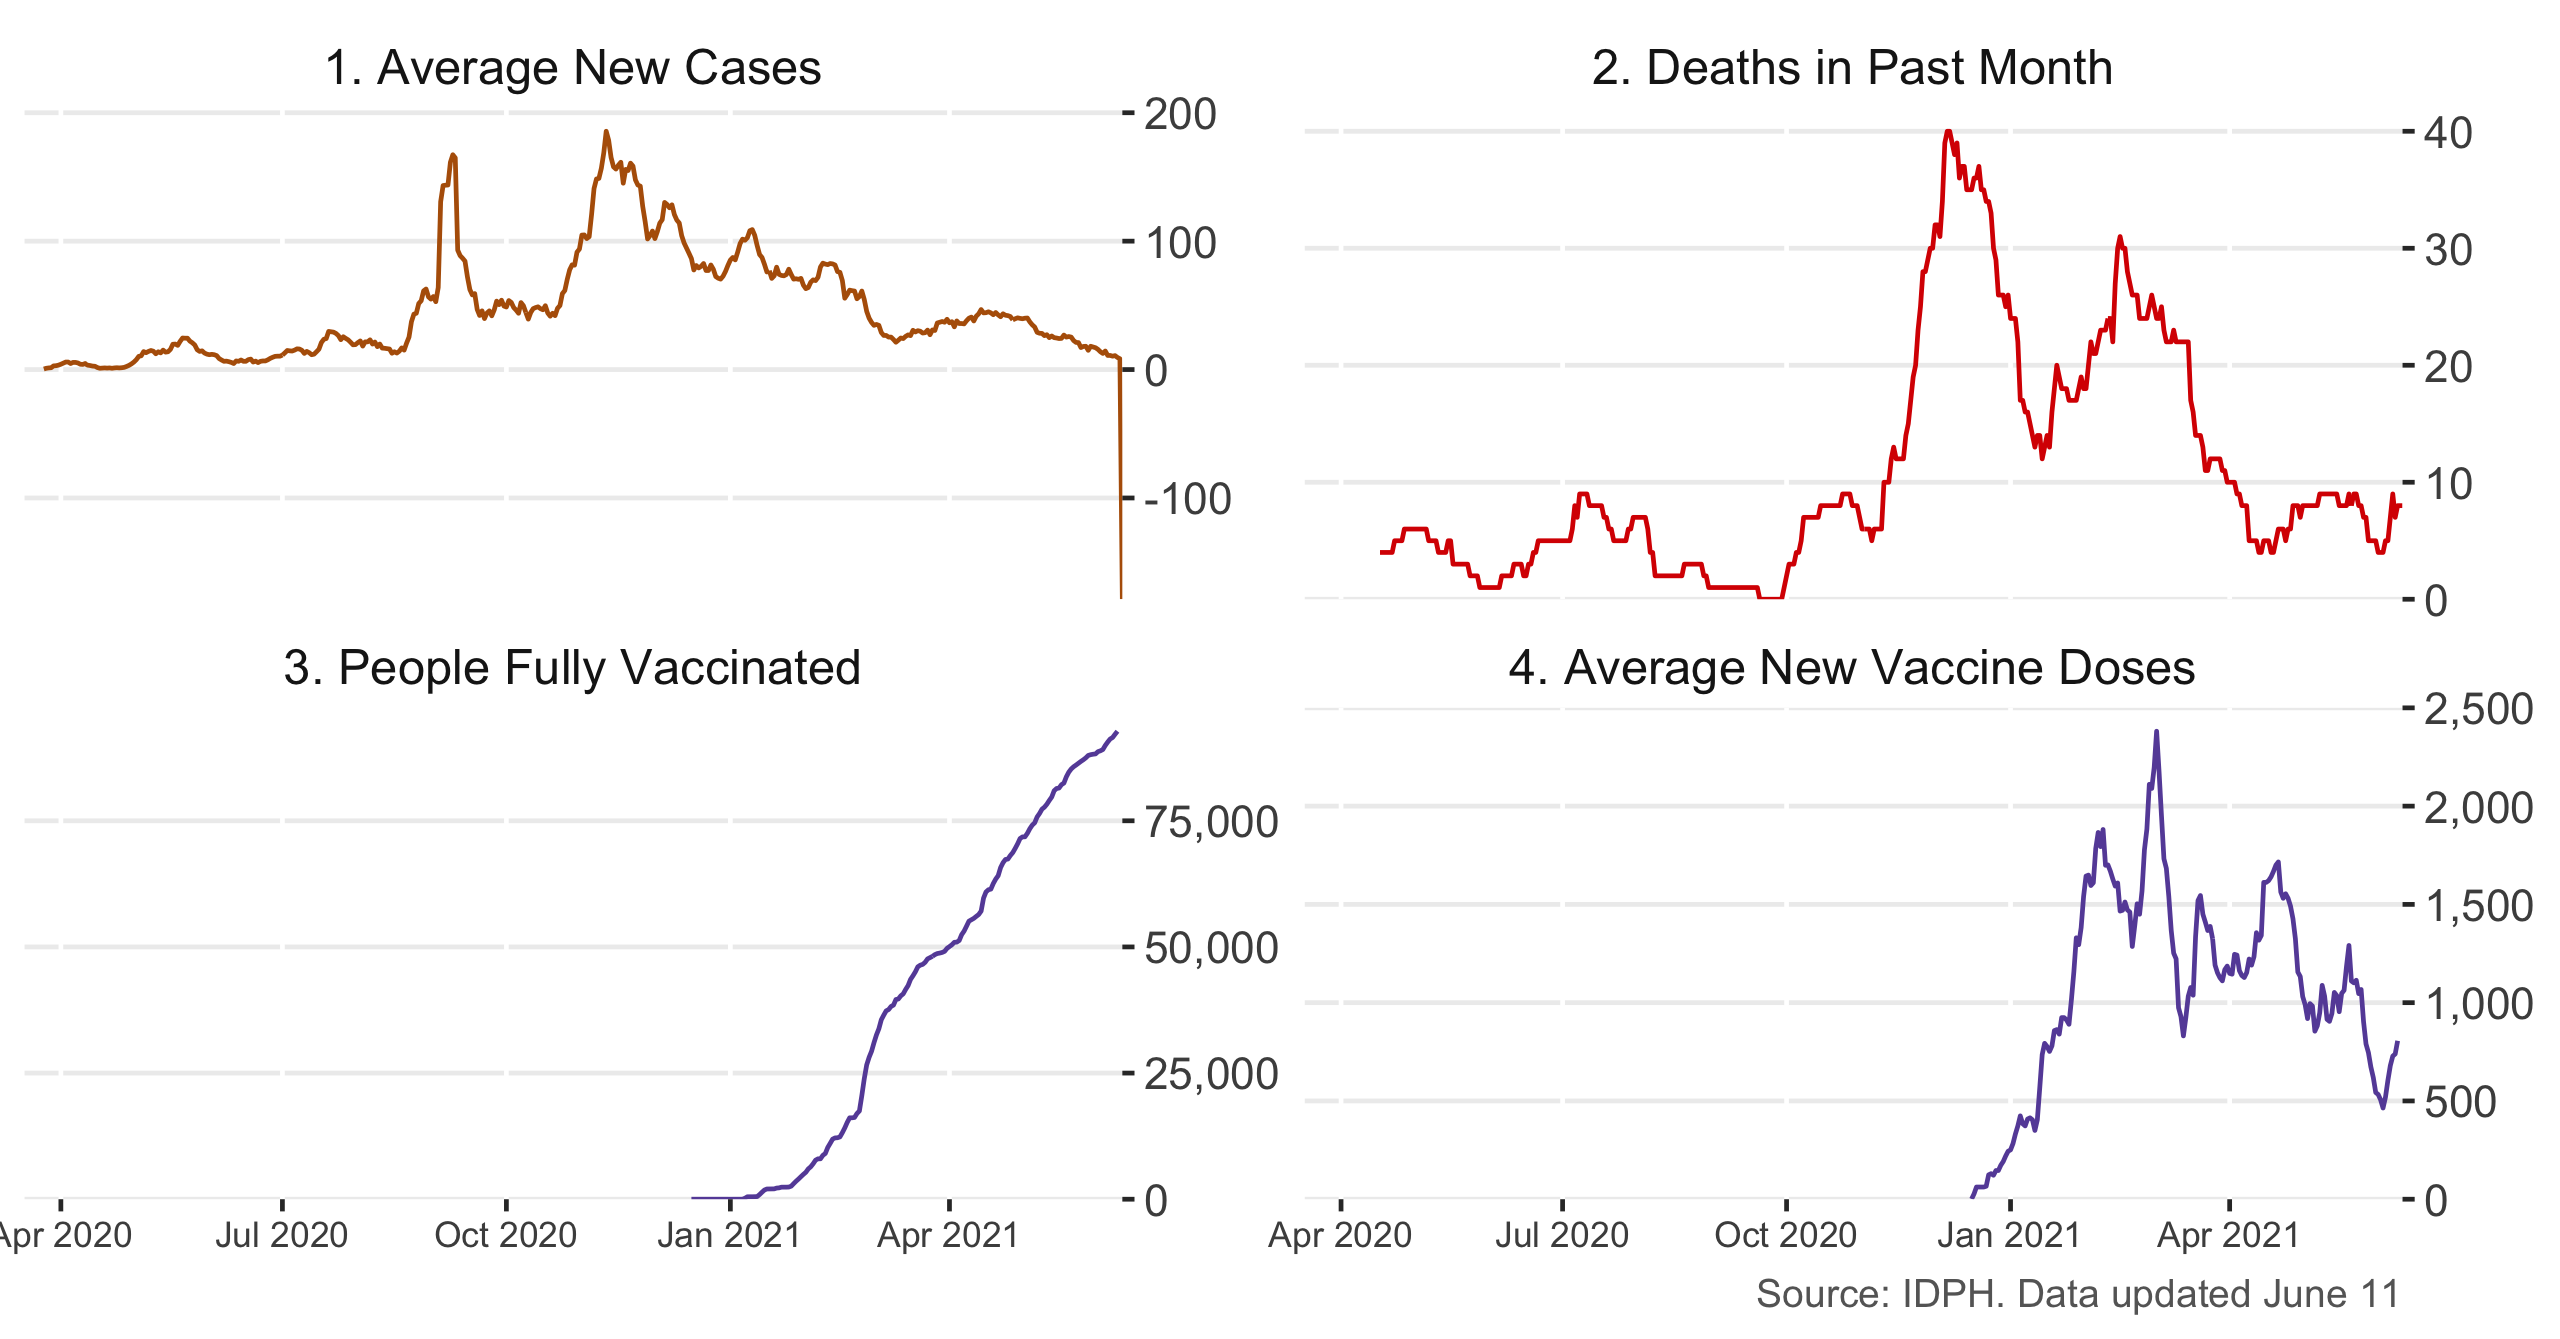 1. Average New Cases
200
100
0
-100
2. Deaths in Past Month
40
30
20
10
0
3. People Fully Vaccinated
75,000
50,000
25,000
0
Apr 2020 Jul 2020 Oct 2020 Jan 2021 Apr 2021
4. Average New Vaccine Doses
2,500
2,000
1,500
1,000
500
0
Apr 2020 Jul 2020 Oct 2020 Jan 2021 Apr 2021
Source: IDPH. Data updated June 11